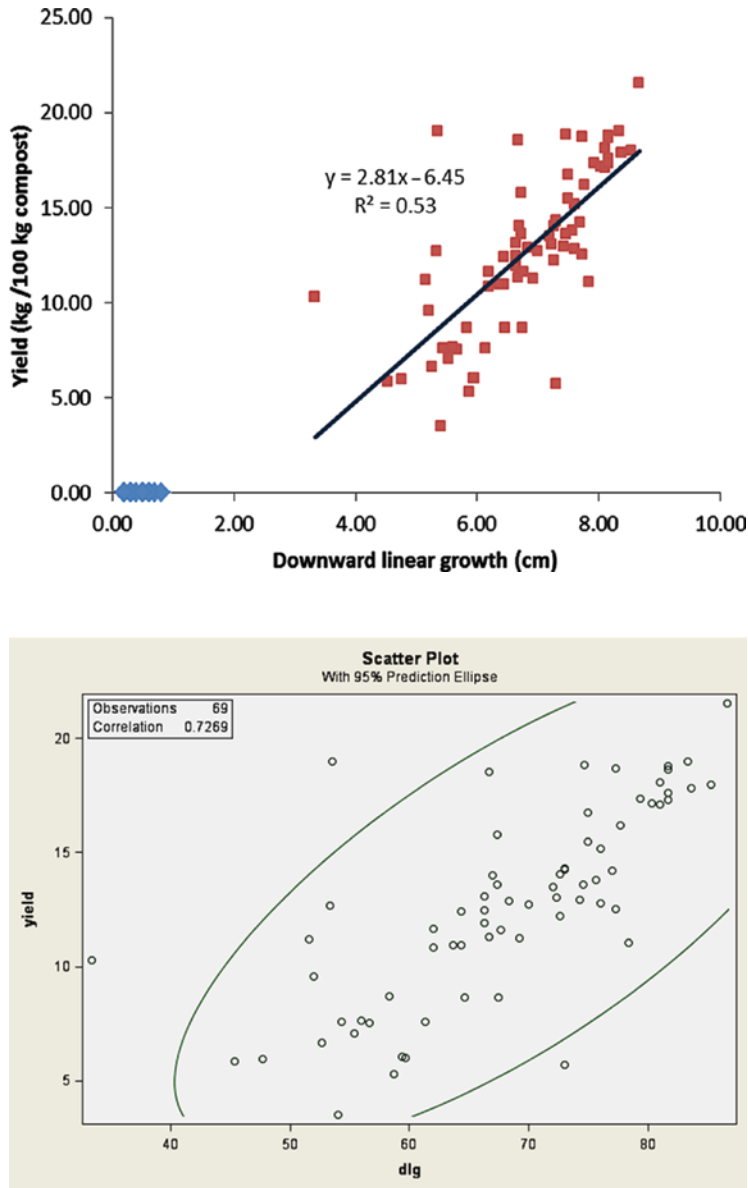 25.00
20.00
15.00
10.00
5.00
0.00
Yield (kg /100 kg compost)
y = 2.81x – 6.45
R² = 0.53
0.00 2.00 4.00 6.00 8.00 10.00
Downward linear growth (cm)
Scatter Plot
With 95% Prediction Ellipse
Observations 69
Correlation 0.7269
20
15
10
5
yield
40 50 60 70 80
dlg